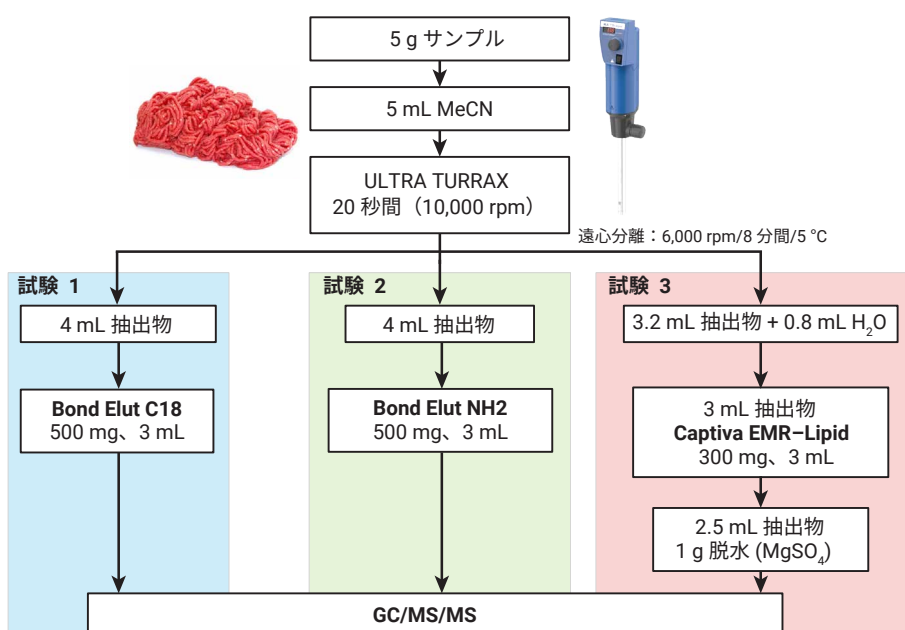 5 g サンプル
5 mL MeCN
ULTRA TURRAX
20 秒間（10,000 rpm）
遠心分離：6,000 rpm/8 分間/5 °C
試験 1
4 mL 抽出物
Bond Elut C18
500 mg、3 mL
試験 2
4 mL 抽出物
Bond Elut NH2
500 mg、3 mL
試験 3
3.2 mL 抽出物 + 0.8 mL H₂O
3 mL 抽出物
Captiva EMR–Lipid
300 mg、3 mL
2.5 mL 抽出物
1 g 脱水 (MgSO₄)
GC/MS/MS